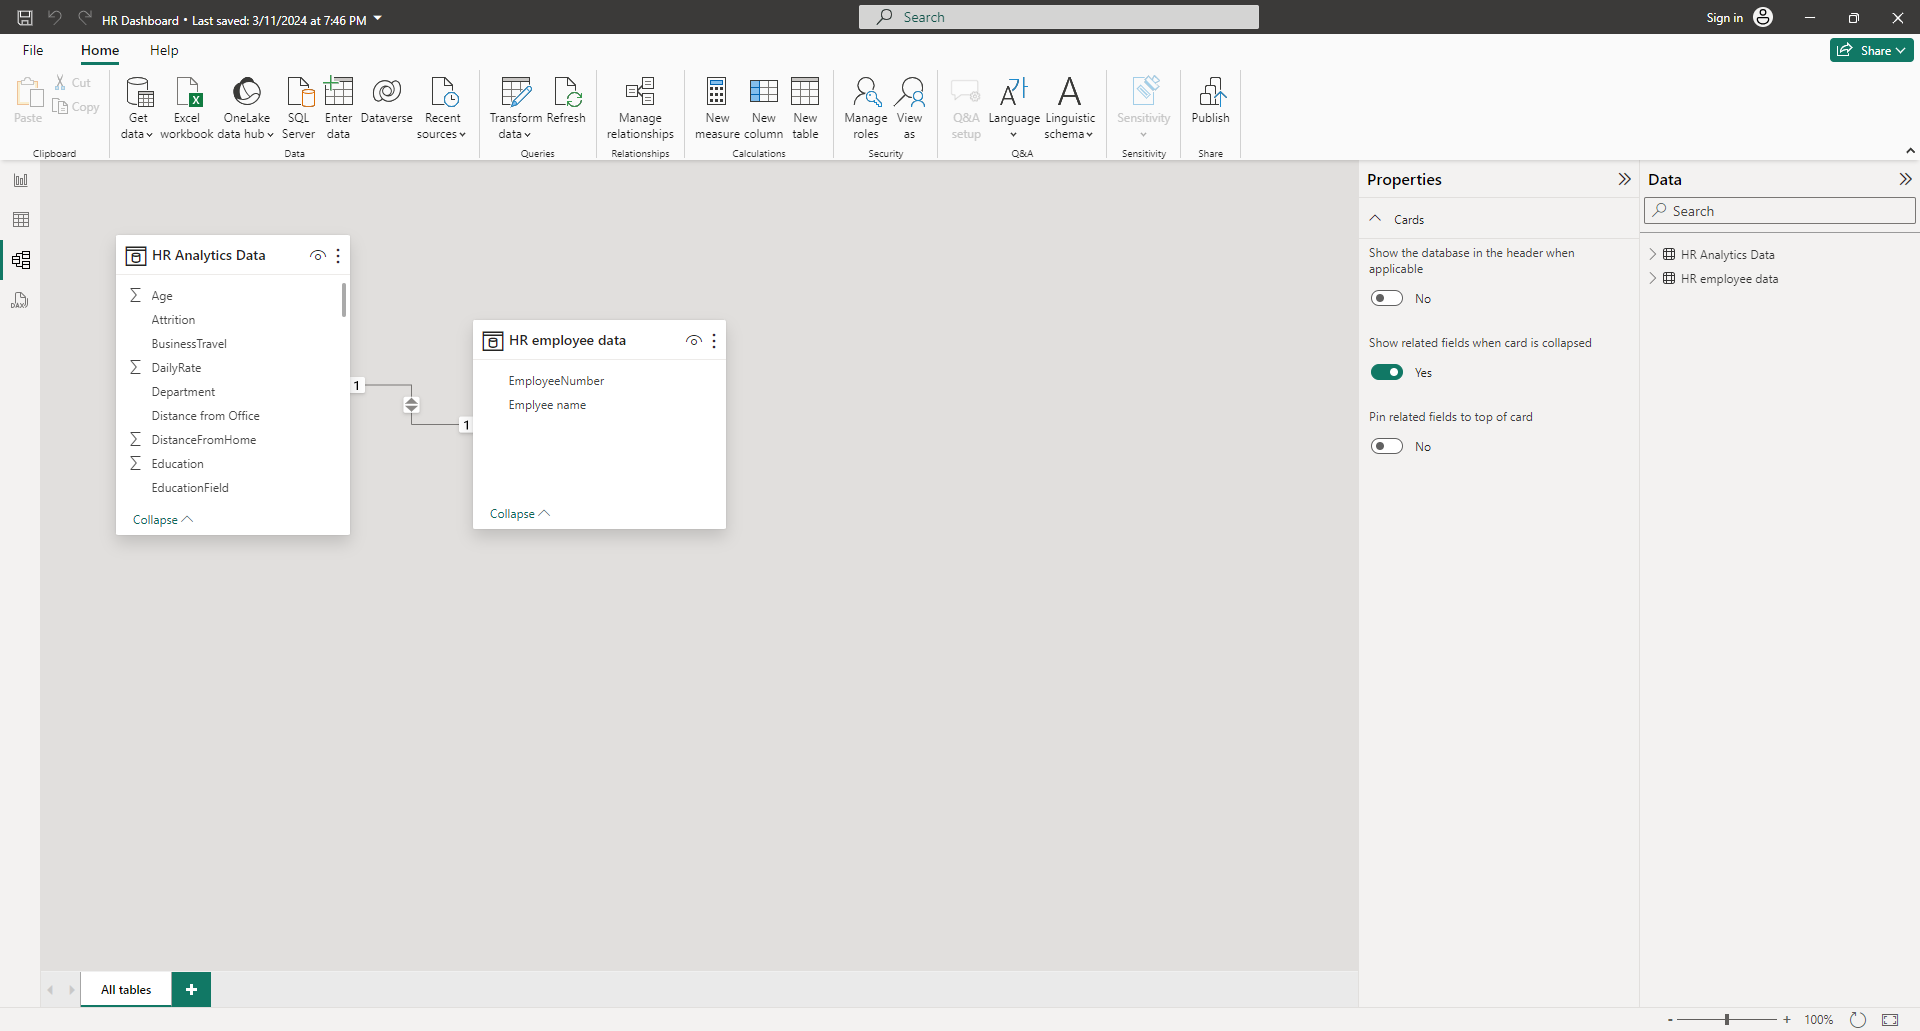 HR Dashboard • Last saved: 3/11/2024 at 7:46 PM
Search
Sign in
File
Home
Help
Share
Paste
Cut
Copy
Clipboard
Get data
Excel workbook
OneLake data hub
SQL Server
Enter data
Dataverse
Recent sources
Data
Transform data
Refresh
Queries
Manage relationships
Relationships
New measure
New column
New table
Calculations
Manage roles
View as
Security
Q&A setup
Language
Linguistic schema
Q&A
Sensitivity
Sensitivity
Publish
Share
DAX
HR Analytics Data
Age
Attrition
BusinessTravel
DailyRate
Department
Distance from Office
DistanceFromHome
Education
EducationField
Collapse
1
1
HR employee data
EmployeeNumber
Emplyee name
Collapse
Properties
Cards
Show the database in the header when
applicable
No
Show related fields when card is collapsed
Yes
Pin related fields to top of card
No
Data
Search
HR Analytics Data
HR employee data
All tables
+
- + 100%